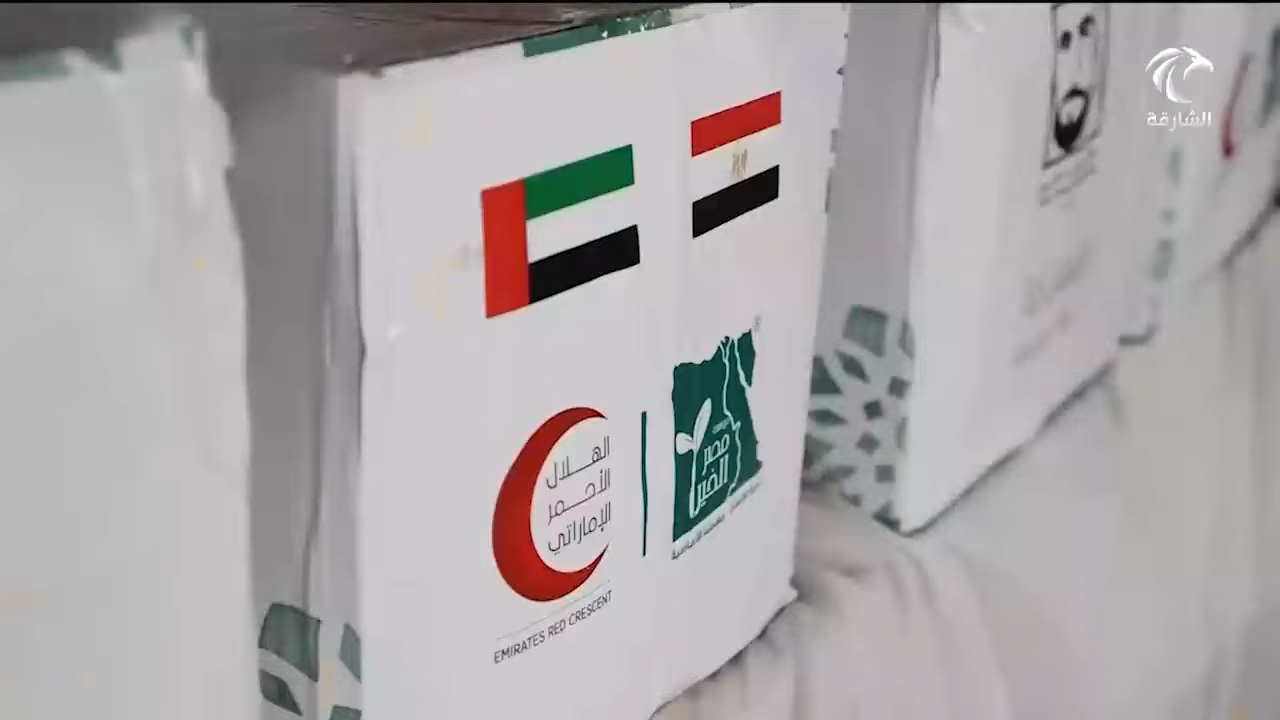 الشارقة
الهلال
الأحمر
الإماراتي
EMIRATES RED CRESCENT
مصر
الخير